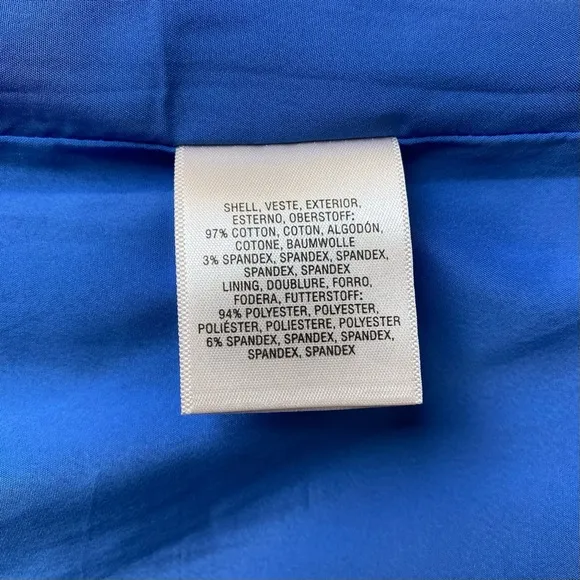 SHELL, VESTE, EXTERIOR,
ESTERNO, OBERSTOFF:
97% COTTON, COTON, ALGODÓN,
COTONE, BAUMWOLLE
3% SPANDEX, SPANDEX, SPANDEX,
SPANDEX, SPANDEX
LINING, DOUBLURE, FORRO,
FODERA, FUTTERSTOFF:
94% POLYESTER, POLYESTER,
POLIÉSTER, POLIESTERE, POLYESTER
6% SPANDEX, SPANDEX, SPANDEX,
SPANDEX, SPANDEX